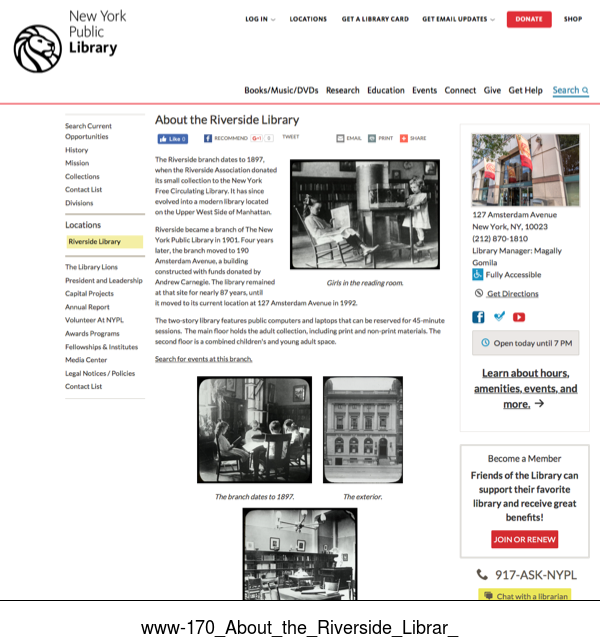 New York
Public
Library
LOG IN
LOCATIONS
GET A LIBRARY CARD
GET EMAIL UPDATES
DONATE
SHOP
Books/Music/DVDs
Research
Education
Events
Connect
Give
Get Help
Search
Search Current
Opportunities
History
Mission
Collections
Contact List
Divisions
Locations
Riverside Library
The Library Lions
President and Leadership
Capital Projects
Annual Report
Volunteer At NYPL
Awards Programs
Fellowships & Institutes
Media Center
Legal Notices / Policies
Contact List
About the Riverside Library
Like 0
RECOMMEND
G+1
0
TWEET
EMAIL
PRINT
SHARE
The Riverside branch dates to 1897,
when the Riverside Association donated
its small collection to the New York
Free Circulating Library. It has since
evolved into a modern library located
on the Upper West Side of Manhattan.
Riverside became a branch of The New
York Public Library in 1901. Four years
later, the branch moved to 190
Amsterdam Avenue, a building
constructed with funds donated by
Andrew Carnegie. The library remained
at that site for nearly 87 years, until
it moved to its current location at 127 Amsterdam Avenue in 1992.
Girls in the reading room.
The two-story library features public computers and laptops that can be reserved for 45-minute
sessions. The main floor holds the adult collection, including print and non-print materials. The
second floor is a combined children's and young adult space.
Search for events at this branch.
The branch dates to 1897.
The exterior.
127 Amsterdam Avenue
New York, NY, 10023
(212) 870-1810
Library Manager: Magally
Gomila
Fully Accessible
Get Directions
Open today until 7 PM
Learn about hours,
amenities, events, and
more. →
Become a Member
Friends of the Library can
support their favorite
library and receive great
benefits!
JOIN OR RENEW
917-ASK-NYPL
Chat with a librarian
www-170_About_the_Riverside_Librar_